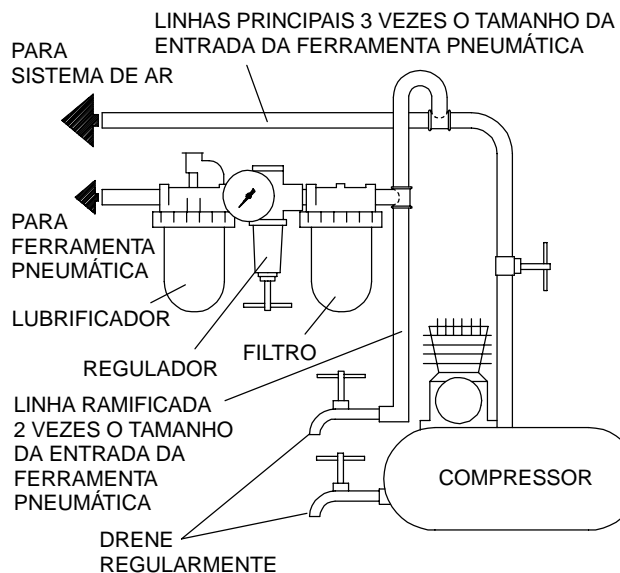 LINHAS PRINCIPAIS 3 VEZES O TAMANHO DA
ENTRADA DA FERRAMENTA PNEUMÁTICA
PARA
SISTEMA DE AR
PARA
FERRAMENTA
PNEUMÁTICA
LUBRIFICADOR
REGULADOR
FILTRO
LINHA RAMIFICADA
2 VEZES O TAMANHO
DA ENTRADA DA
FERRAMENTA
PNEUMÁTICA
COMPRESSOR
DRENE
REGULARMENTE